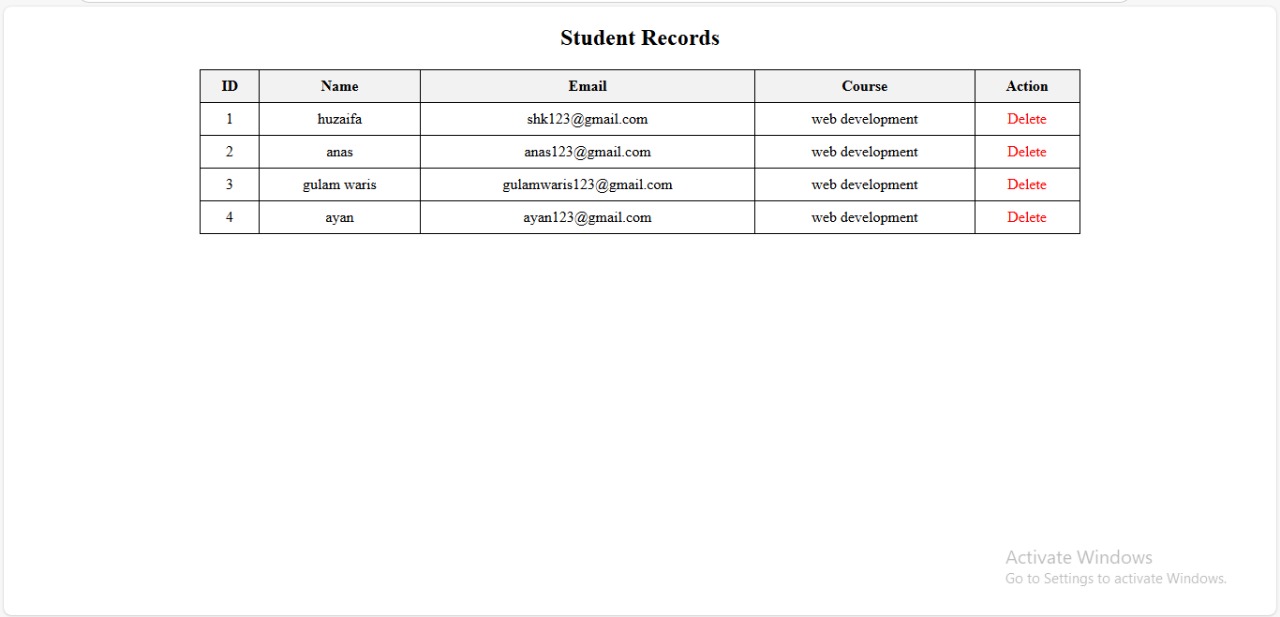 Student Records
ID Name Email Course Action
1 huzaifa shk123@gmail.com web development Delete
2 anas anas123@gmail.com web development Delete
3 gulam waris gulamwaris123@gmail.com web development Delete
4 ayan ayan123@gmail.com web development Delete
Activate Windows
Go to Settings to activate Windows.